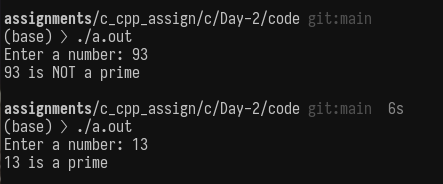 assignments/c_cpp_assign/c/Day-2/code git:main
(base) > ./a.out
Enter a number: 93
93 is NOT a prime
assignments/c_cpp_assign/c/Day-2/code git:main 6s
(base) > ./a.out
Enter a number: 13
13 is a prime